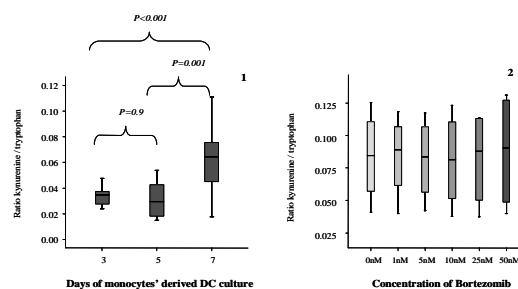 P<0.001
P=0.001
1
P=0.9
0.12
0.10
0.08
0.06
0.04
0.02
0.00
Ratio kynurenine / tryptophan
3 5 7
Days of monocytes' derived DC culture
2
0.125
0.100
0.075
0.050
0.025
Ratio kynurenine / tryptophan
0nM 1nM 5nM 10nM 25nM 50nM
Concentration of Bortezomib